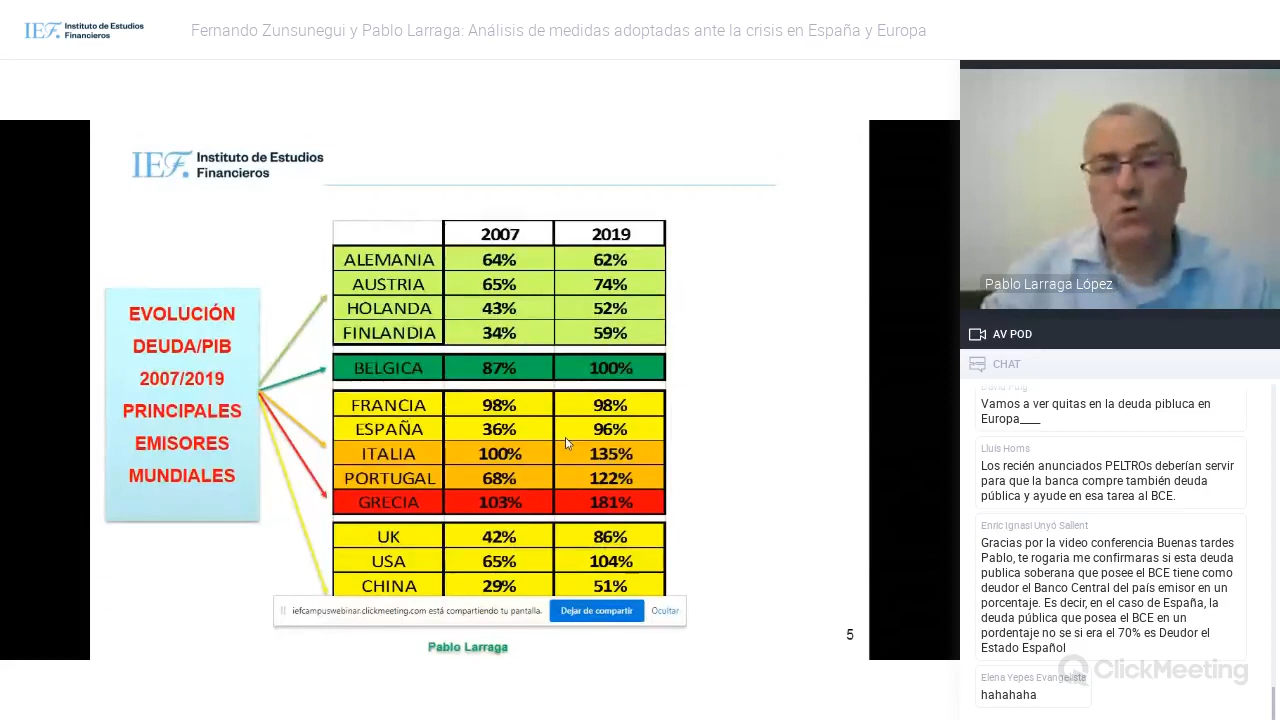 IEF. Instituto de Estudios
Financieros
Fernando Zunsunegui y Pablo Larraga: Análisis de medidas adoptadas ante la crisis en España y Europa
IEF. Instituto de Estudios
Financieros
EVOLUCIÓN
DEUDA/PIB
2007/2019
PRINCIPALES
EMISORES
MUNDIALES
2007 2019
ALEMANIA 64% 62%
AUSTRIA 65% 74%
HOLANDA 43% 52%
FINLANDIA 34% 59%
BELGICA 87% 100%
FRANCIA 98% 98%
ESPAÑA 36% 96%
ITALIA 100% 135%
PORTUGAL 68% 122%
GRECIA 103% 181%
UK 42% 86%
USA 65% 104%
CHINA 29% 51%
iefcampuswebinar.clickmeeting.com está compartiendo tu pantalla. Dejar de compartir Ocultar
Pablo Larraga
5
Pablo Larraga López
AV POD
CHAT
David Puig
Vamos a ver quitas en la deuda pibluca en
Europa____
Lluís Homs
Los recién anunciados PELTROs deberían servir
para que la banca compre también deuda
pública y ayude en esa tarea al BCE.
Enric Ignasi Unyó Sallent
Gracias por la video conferencia Buenas tardes
Pablo, te rogaria me confirmaras si esta deuda
publica soberana que posee el BCE tiene como
deudor el Banco Central del país emisor en un
porcentaje. Es decir, en el caso de España, la
deuda pública que posea el BCE en un
pordentaje no se si era el 70% es Deudor el
Estado Español
Elena Yepes Evangelista
hahahaha
ClickMeeting